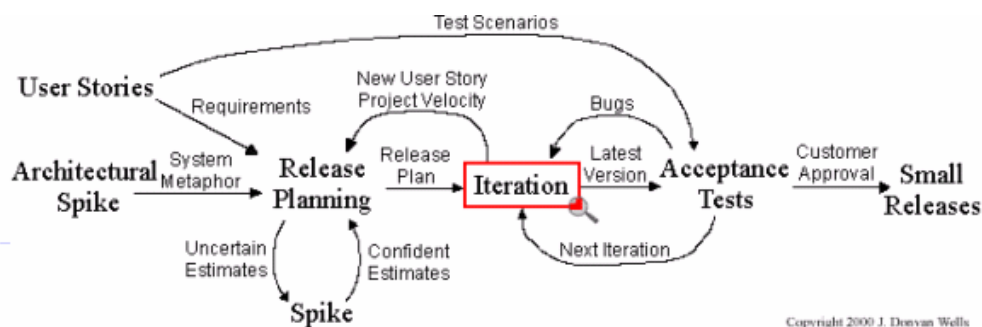 Test Scenarios
User Stories
New User Story
Project Velocity
Requirements
Bugs
Architectural
Spike
System
Metaphor
Release
Planning
Release
Plan
Iteration
Latest
Version
Acceptance
Tests
Customer
Approval
Small
Releases
Uncertain
Estimates
Confident
Estimates
Next Iteration
Spike
Copyright 2000 J. Donvan Wells